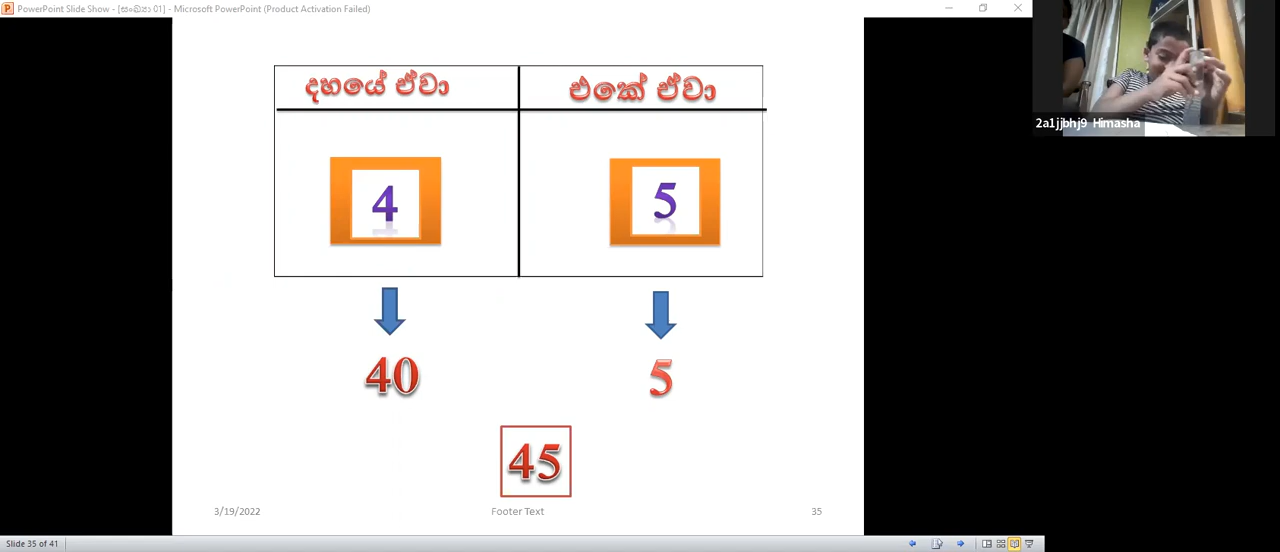 PowerPoint Slide Show - [සංඛ්‍යා 01] - Microsoft PowerPoint (Product Activation Failed)
2a1jjbhj9 Himasha
දහයේ ඒවා එකේ ඒවා
4 5
40 5
45
3/19/2022 Footer Text 35
Slide 35 of 41